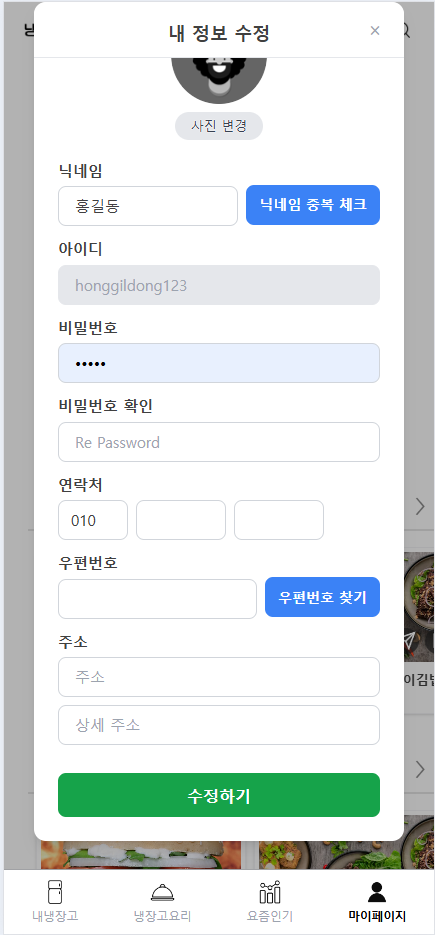 내 정보 수정 ×
사진 변경
닉네임
홍길동 닉네임 중복 체크
아이디
honggildong123
비밀번호
•••••
비밀번호 확인
Re Password
연락처
010
우편번호
우편번호 찾기
주소
주소
상세 주소
수정하기
내냉장고 냉장고요리 요즘인기 마이페이지